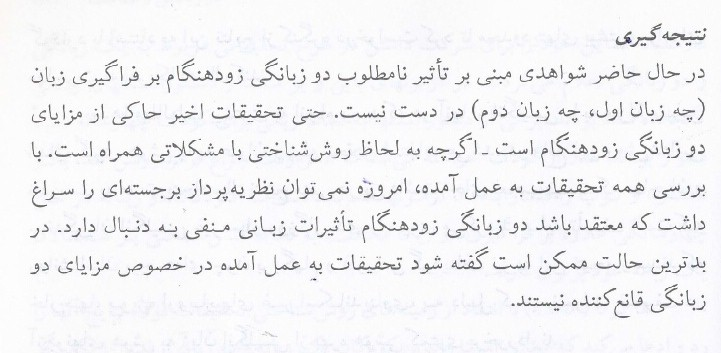 نتیجه‌گیری
در حال حاضر شواهدی مبنی بر تأثیر نامطلوب دو زبانگی زودهنگام بر فراگیری زبان
(چه زبان اول، چه زبان دوم) در دست نیست. حتی تحقیقات اخیر حاکی از مزایای
دو زبانگی زودهنگام است ـ اگرچه به لحاظ روش‌شناختی با مشکلاتی همراه است. با
بررسی همه تحقیقات به عمل آمده، امروزه نمی‌توان نظریه‌پرداز برجسته‌ای را سراغ
داشت که معتقد باشد دو زبانگی زودهنگام تأثیرات زبانی منفی به دنبال دارد. در
بدترین حالت ممکن است گفته شود تحقیقات به عمل آمده در خصوص مزایای دو
زبانگی قانع‌کننده نیستند.